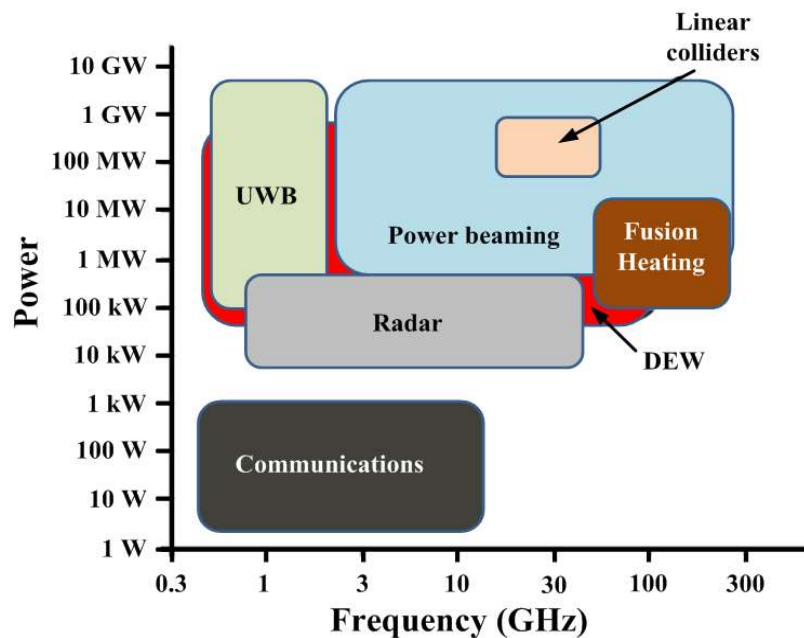 Linear
colliders
10 GW
1 GW
100 MW
10 MW
1 MW
100 kW
10 kW
1 kW
100 W
10 W
1 W
Power
UWB
Power beaming
Fusion
Heating
Radar
DEW
Communications
0.3
1
3
10
30
100
300
Frequency (GHz)